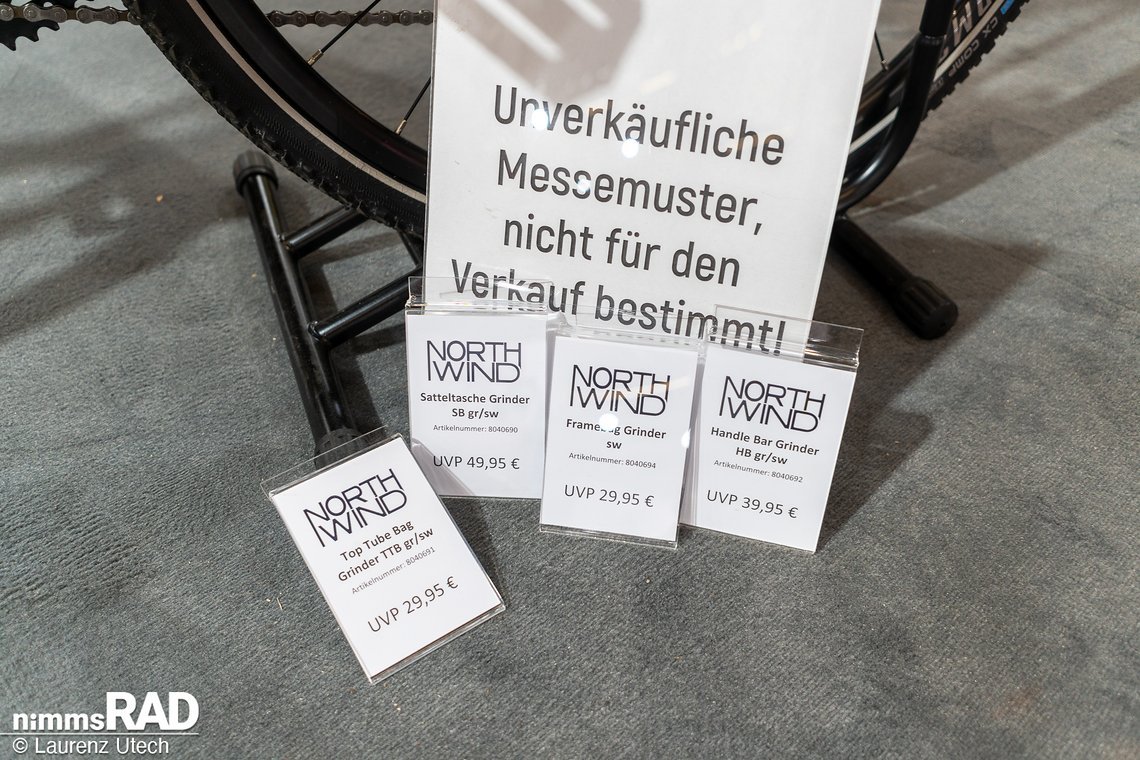 CX COMP
Unverkäufliche
Messemuster,
nicht für den
Verkauf bestimmt!
NORTH
WIND
Satteltasche Grinder
SB gr/sw
Artikelnummer: 8040690
UVP 49,95 €
NORTH
WIND
Framebag Grinder
sw
Artikelnummer: 8040694
UVP 29,95 €
NORTH
WIND
Handle Bar Grinder
HB gr/sw
Artikelnummer: 8040692
UVP 39,95 €
NORTH
WIND
Top Tube Bag
Grinder TTB gr/sw
Artikelnummer: 8040691
UVP 29,95 €
nimmsRAD
© Laurenz Utech